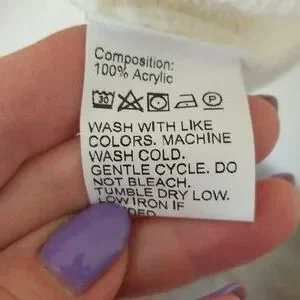 Composition:
100% Acrylic
30 P
WASH WITH LIKE
COLORS. MACHINE
WASH COLD.
GENTLE CYCLE. DO
NOT BLEACH.
TUMBLE DRY LOW.
LOW IRON IF